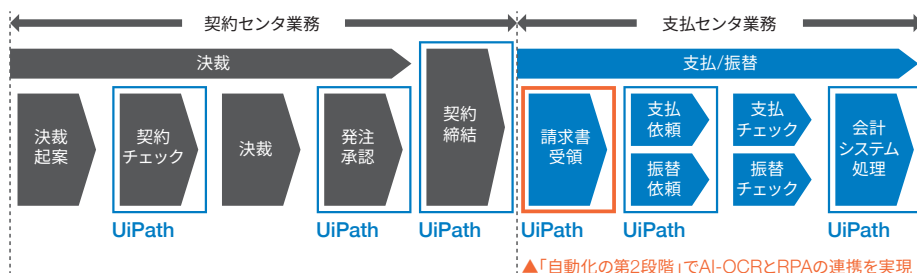 契約センタ業務
支払センタ業務
決裁
支払/振替
決裁
起案
契約
チェック
決裁
発注
承認
契約
締結
請求書
受領
支払
依頼
振替
依頼
支払
チェック
振替
チェック
会計
システム
処理
UiPath
UiPath
UiPath
UiPath
UiPath
UiPath
▲「自動化の第2段階」でAI-OCRとRPAの連携を実現